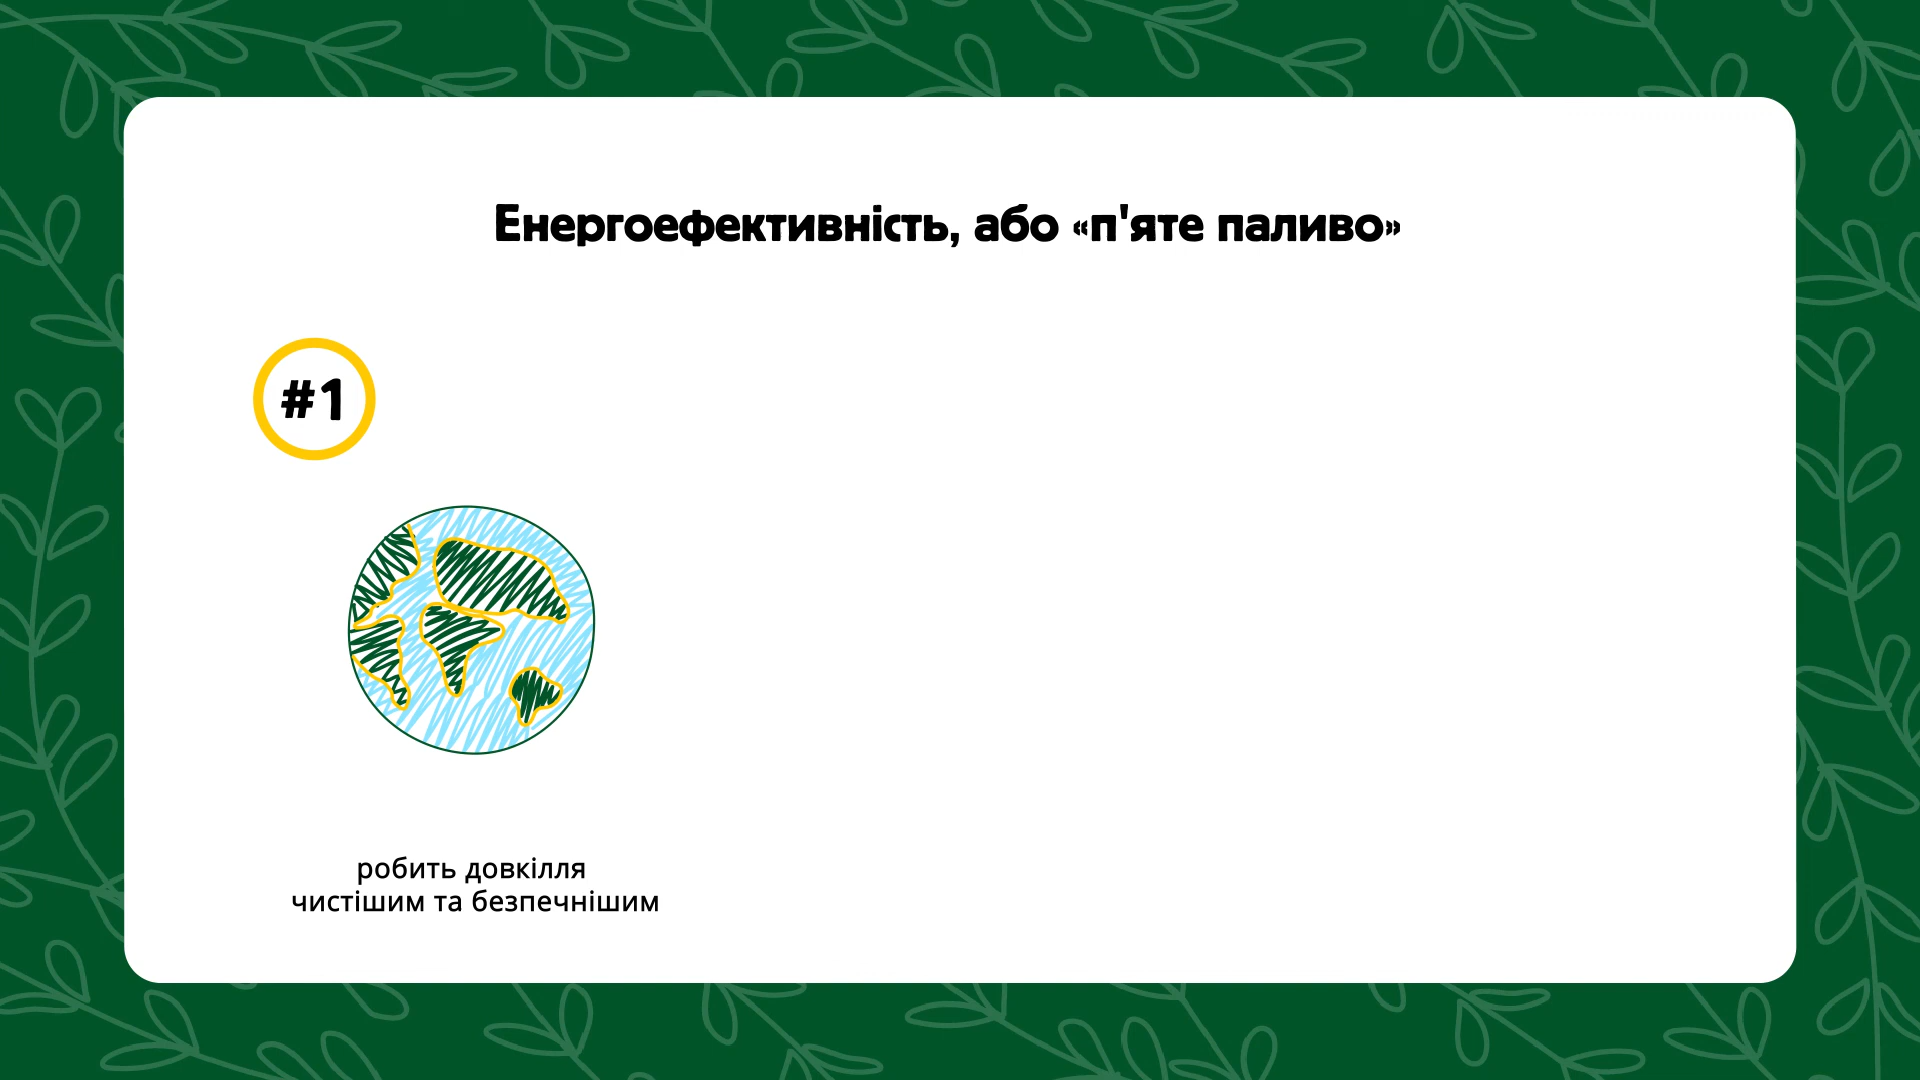 Енергоефективність, або «п'яте паливо»
#1
робить довкілля
чистішим та безпечнішим